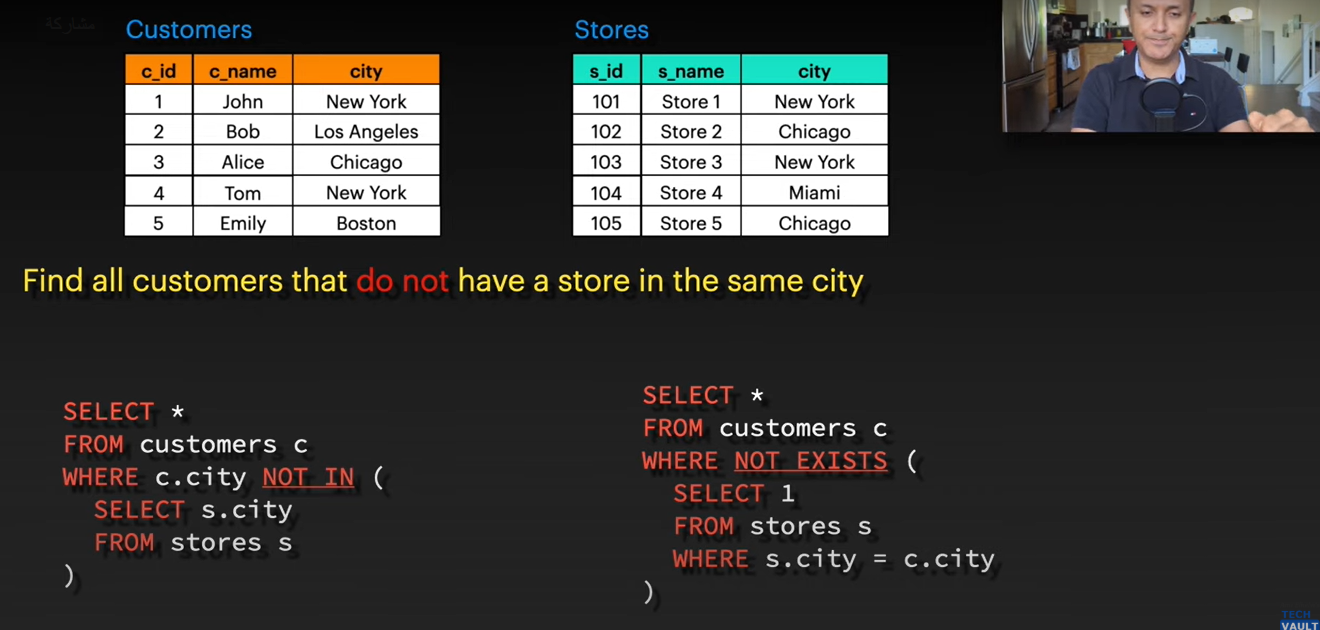 مشاركة
Customers
c_id c_name city
1 John New York
2 Bob Los Angeles
3 Alice Chicago
4 Tom New York
5 Emily Boston
Stores
s_id s_name city
101 Store 1 New York
102 Store 2 Chicago
103 Store 3 New York
104 Store 4 Miami
105 Store 5 Chicago
Find all customers that do not have a store in the same city
SELECT *
FROM customers c
WHERE c.city NOT IN (
SELECT s.city
FROM stores s
)
SELECT *
FROM customers c
WHERE NOT EXISTS (
SELECT 1
FROM stores s
WHERE s.city = c.city
)
TECH
VAULT